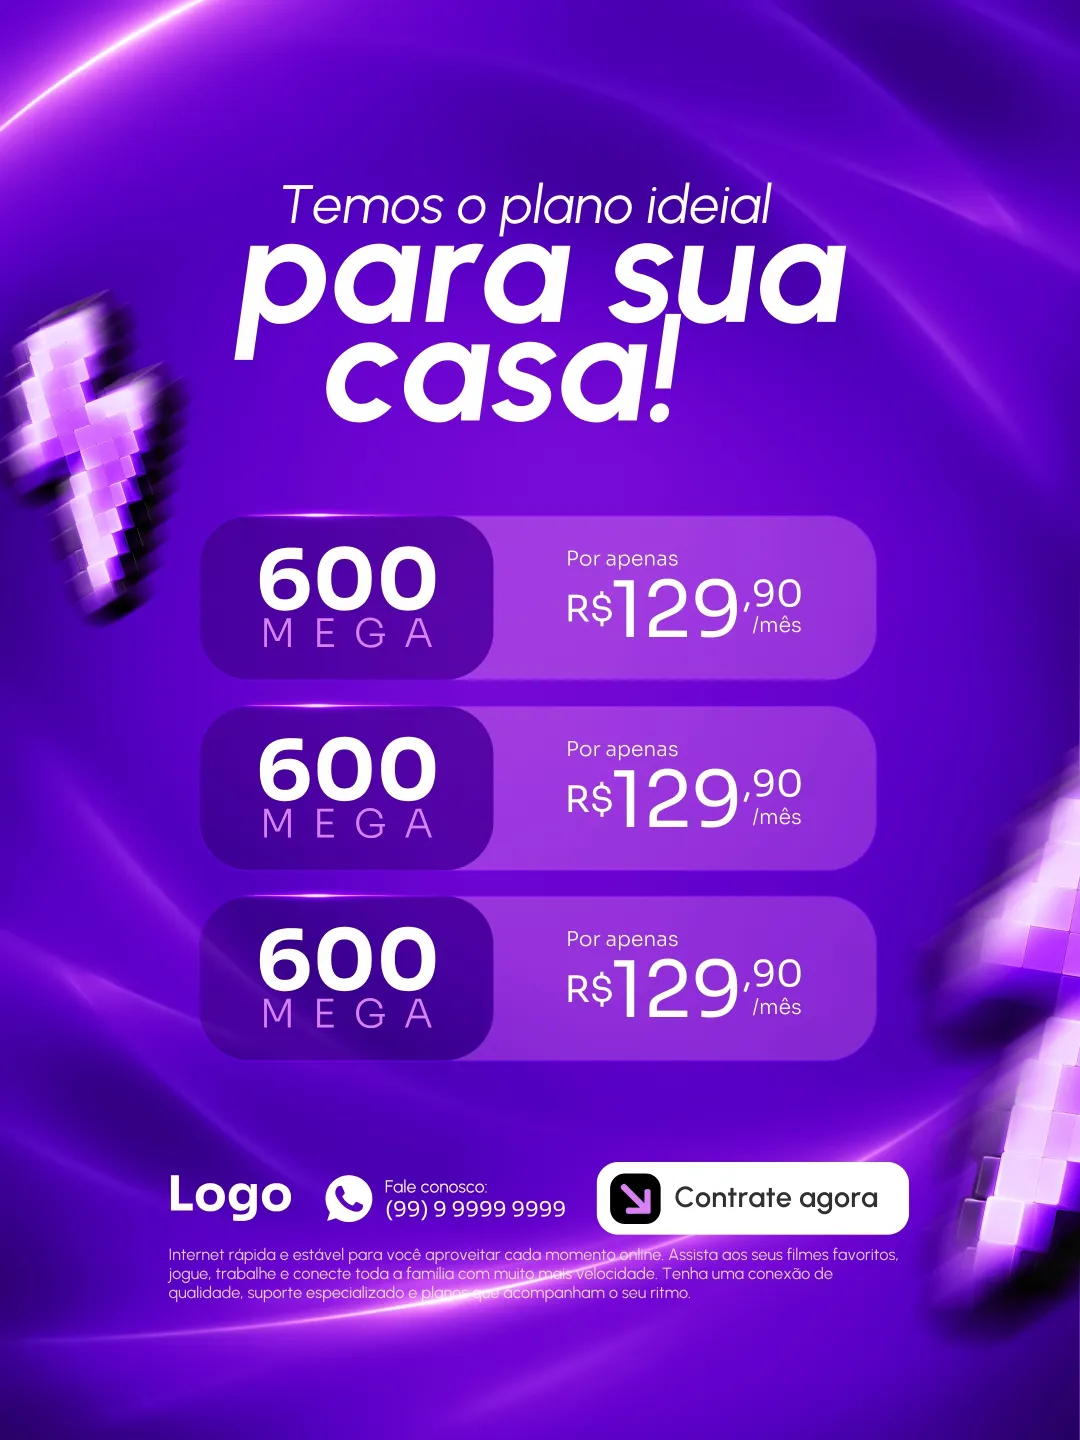 Temos o plano ideial
para sua
casa!
600
MEGA
Por apenas
R$129,90
/mês
600
MEGA
Por apenas
R$129,90
/mês
600
MEGA
Por apenas
R$129,90
/mês
Logo
Fale conosco:
(99) 9 9999 9999
Contrate agora
Internet rápida e estável para você aproveitar cada momento online. Assista aos seus filmes favoritos,
jogue, trabalhe e conecte toda a família com muito mais velocidade. Tenha uma conexão de
qualidade, suporte especializado e planos que acompanham o seu ritmo.